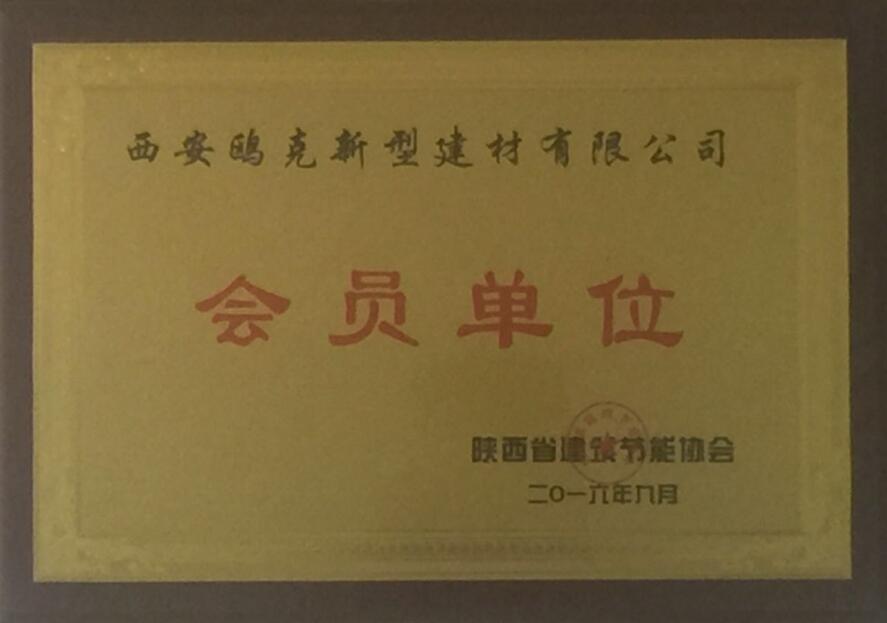 西安鸥克新型建材有限公司
会员单位
陕西省建筑节能协会
二〇一六年九月